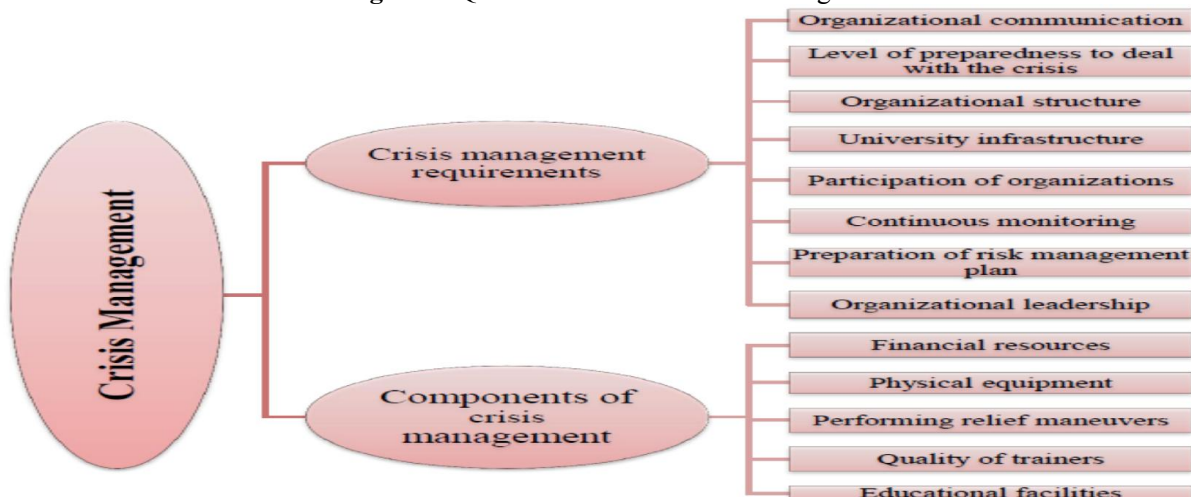 Crisis Management
Crisis management
requirements
Organizational communication
Level of preparedness to deal
with the crisis
Organizational structure
University infrastructure
Participation of organizations
Continuous monitoring
Preparation of risk management
plan
Organizational leadership
Components of
crisis
management
Financial resources
Physical equipment
Performing relief maneuvers
Quality of trainers
Educational facilities